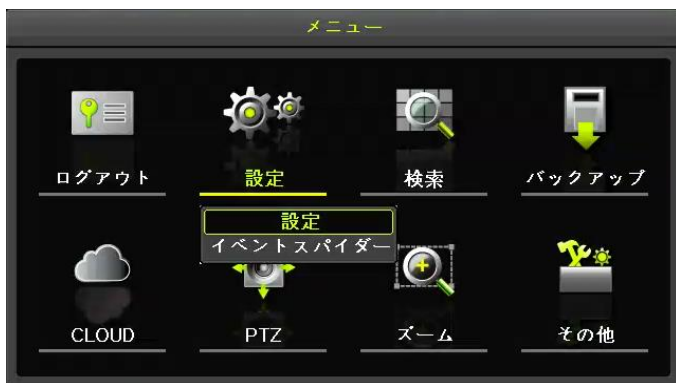 メニュー
ログアウト 設定 検索 バックアップ
設定
イベントスパイダー
CLOUD PTZ ズーム その他